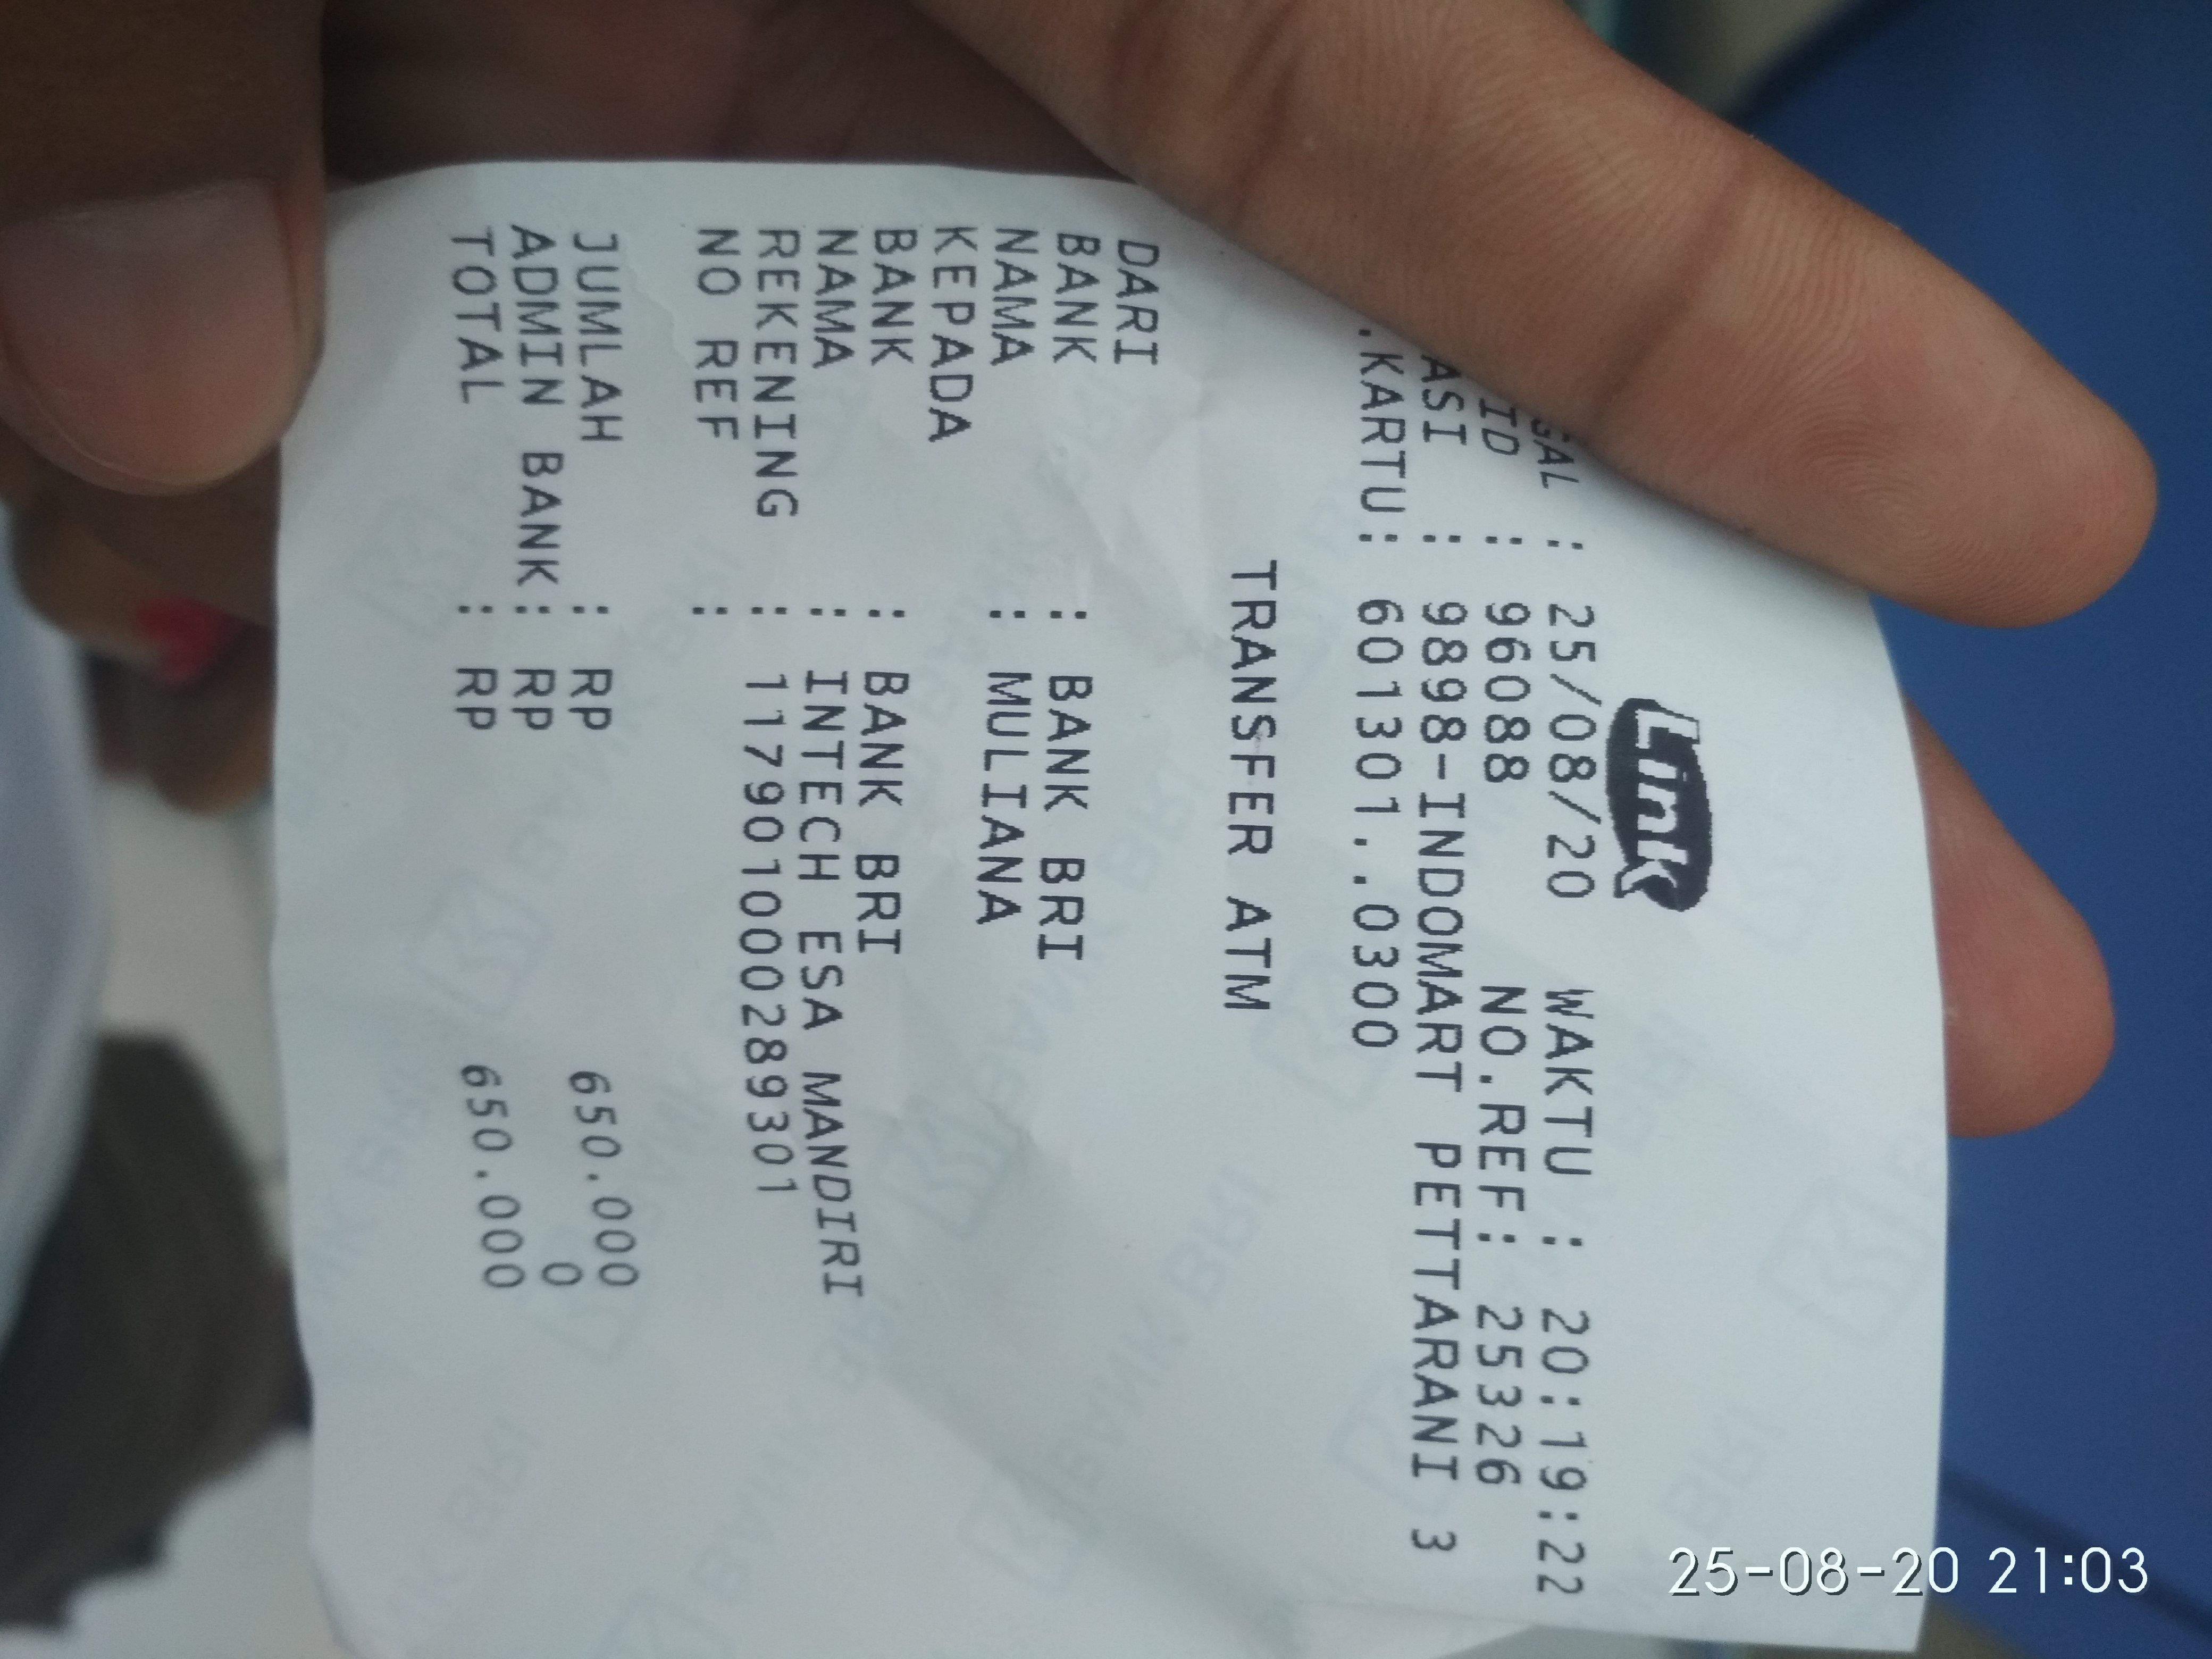 Link
GAL : 25/08/20 WAKTU : 20:19:22
ID : 96088 NO.REF: 25326
ASI : 9898-INDOMART PETTARANI 3
.KARTU: 601301..0300
TRANSFER ATM
DARI
BANK : BANK BRI
NAMA : MULIANA
KEPADA
BANK : BANK BRI
NAMA : INTECH ESA MANDIRI
REKENING : 117901000289301
NO REF :
JUMLAH : RP 650.000
ADMIN BANK: RP 0
TOTAL : RP 650.000
25-08-20 21:03